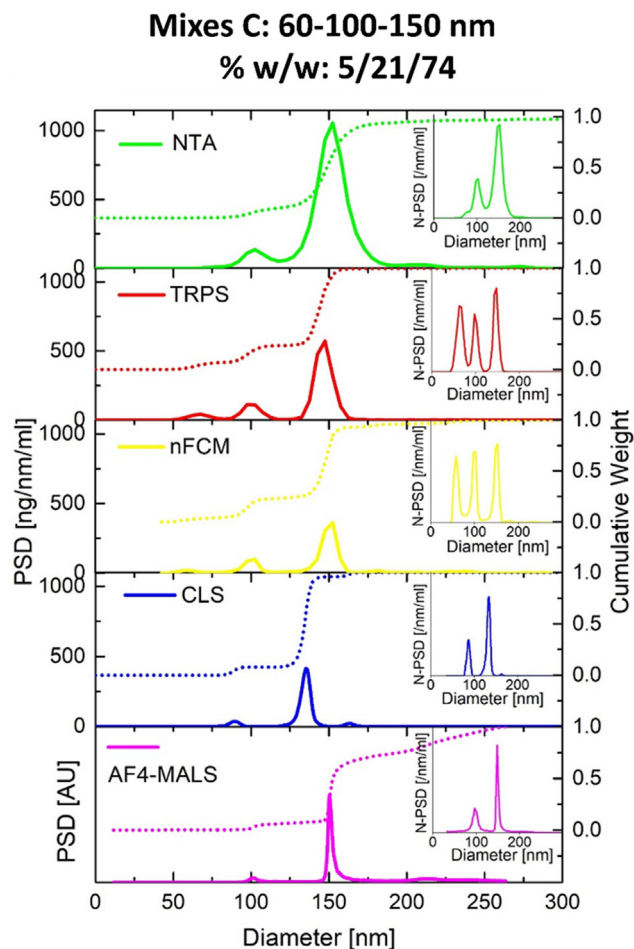 Mixes C: 60-100-150 nm
% w/w: 5/21/74
PSD [ng/nm/ml]
PSD [AU]
Cumulative Weight
1000
500
0
NTA
1.0
0.5
0.0
N-PSD [/nm/ml]
0 100 200
Diameter [nm]
1000
500
0
TRPS
1.0
0.5
0.0
N-PSD [/nm/ml]
0 100 200
Diameter [nm]
1000
500
0
nFCM
1.0
0.5
0.0
N-PSD [/nm/ml]
0 100 200
Diameter [nm]
1000
500
0
CLS
1.0
0.5
0.0
N-PSD [/nm/ml]
0 100 200
Diameter [nm]
AF4-MALS
1.0
0.5
0.0
N-PSD [/nm/ml]
0 100 200
Diameter [nm]
0 50 100 150 200 250 300
Diameter [nm]